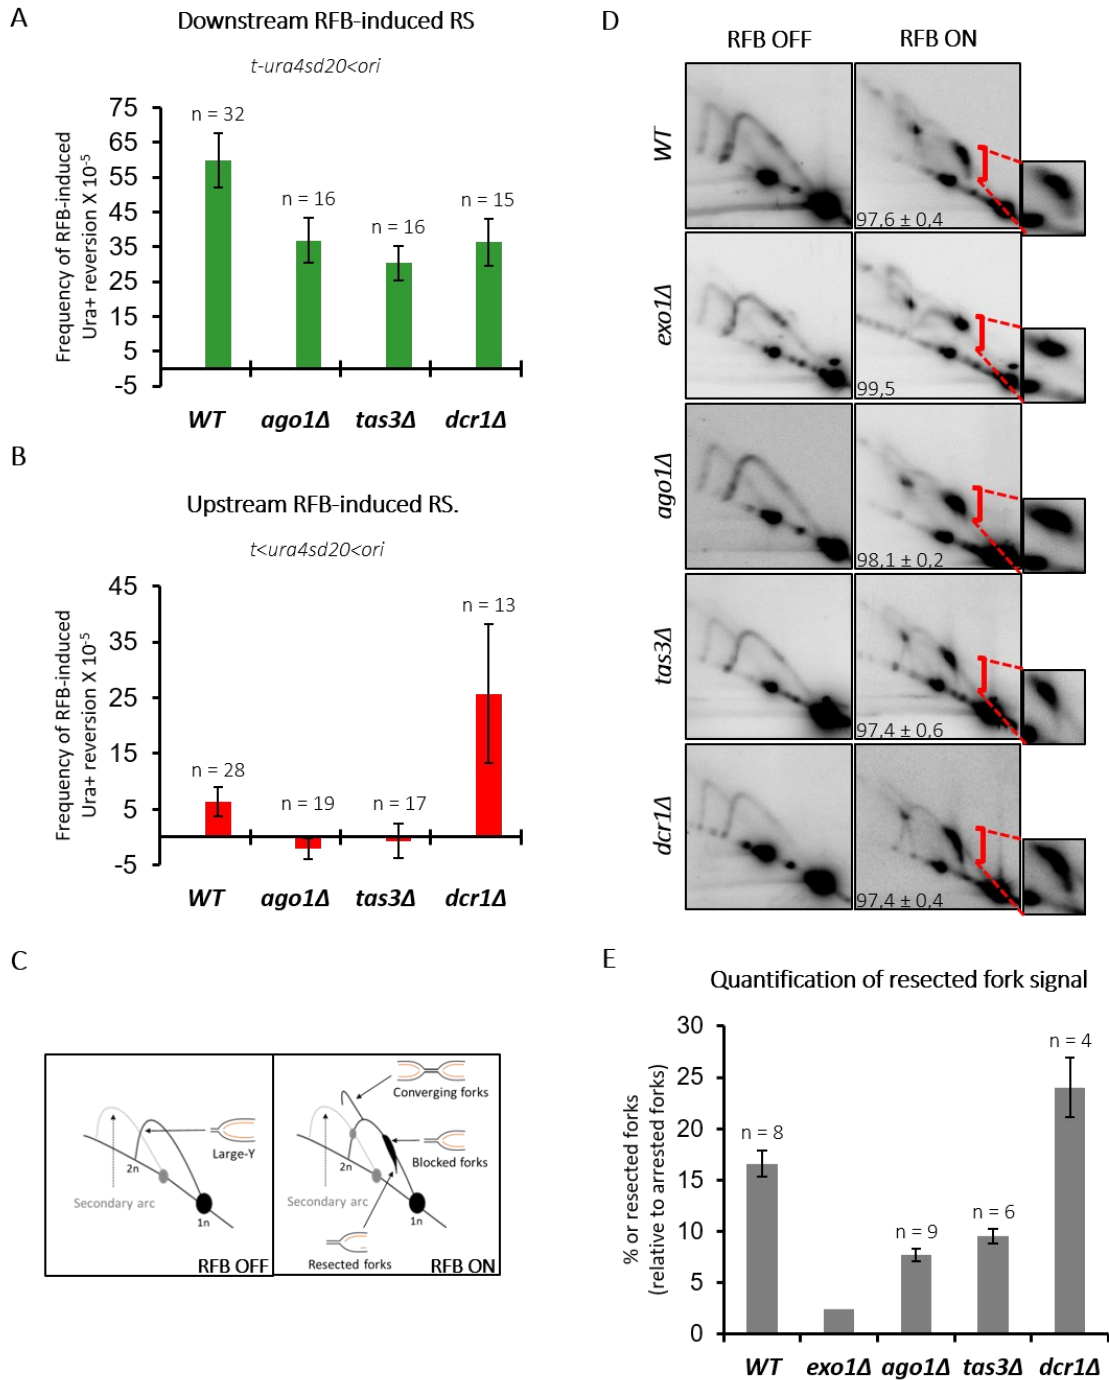 A
Downstream RFB-induced RS
t-ura4sd20<ori
Frequency of RFB-induced
Ura+ reversion X 10-5
75
65
55
45
35
25
15
5
-5
n = 32
n = 16
n = 16
n = 15
WT
ago1Δ
tas3Δ
dcr1Δ
B
Upstream RFB-induced RS.
t<ura4sd20<ori
Frequency of RFB-induced
Ura+ reversion X 10-5
45
35
25
15
5
-5
n = 28
n = 19
n = 17
n = 13
WT
ago1Δ
tas3Δ
dcr1Δ
C
Large-Y
2n
Secondary arc
1n
RFB OFF
Converging forks
Blocked forks
2n
Secondary arc
1n
Resected forks
RFB ON
D
RFB OFF
RFB ON
WT
97,6 ± 0,4
exo1Δ
99,5
ago1Δ
98,1 ± 0,2
tas3Δ
97,4 ± 0,6
dcr1Δ
97,4 ± 0,4
E
Quantification of resected fork signal
% or resected forks
(relative to arrested forks)
30
25
20
15
10
5
0
n = 8
n = 9
n = 6
n = 4
WT
exo1Δ
ago1Δ
tas3Δ
dcr1Δ